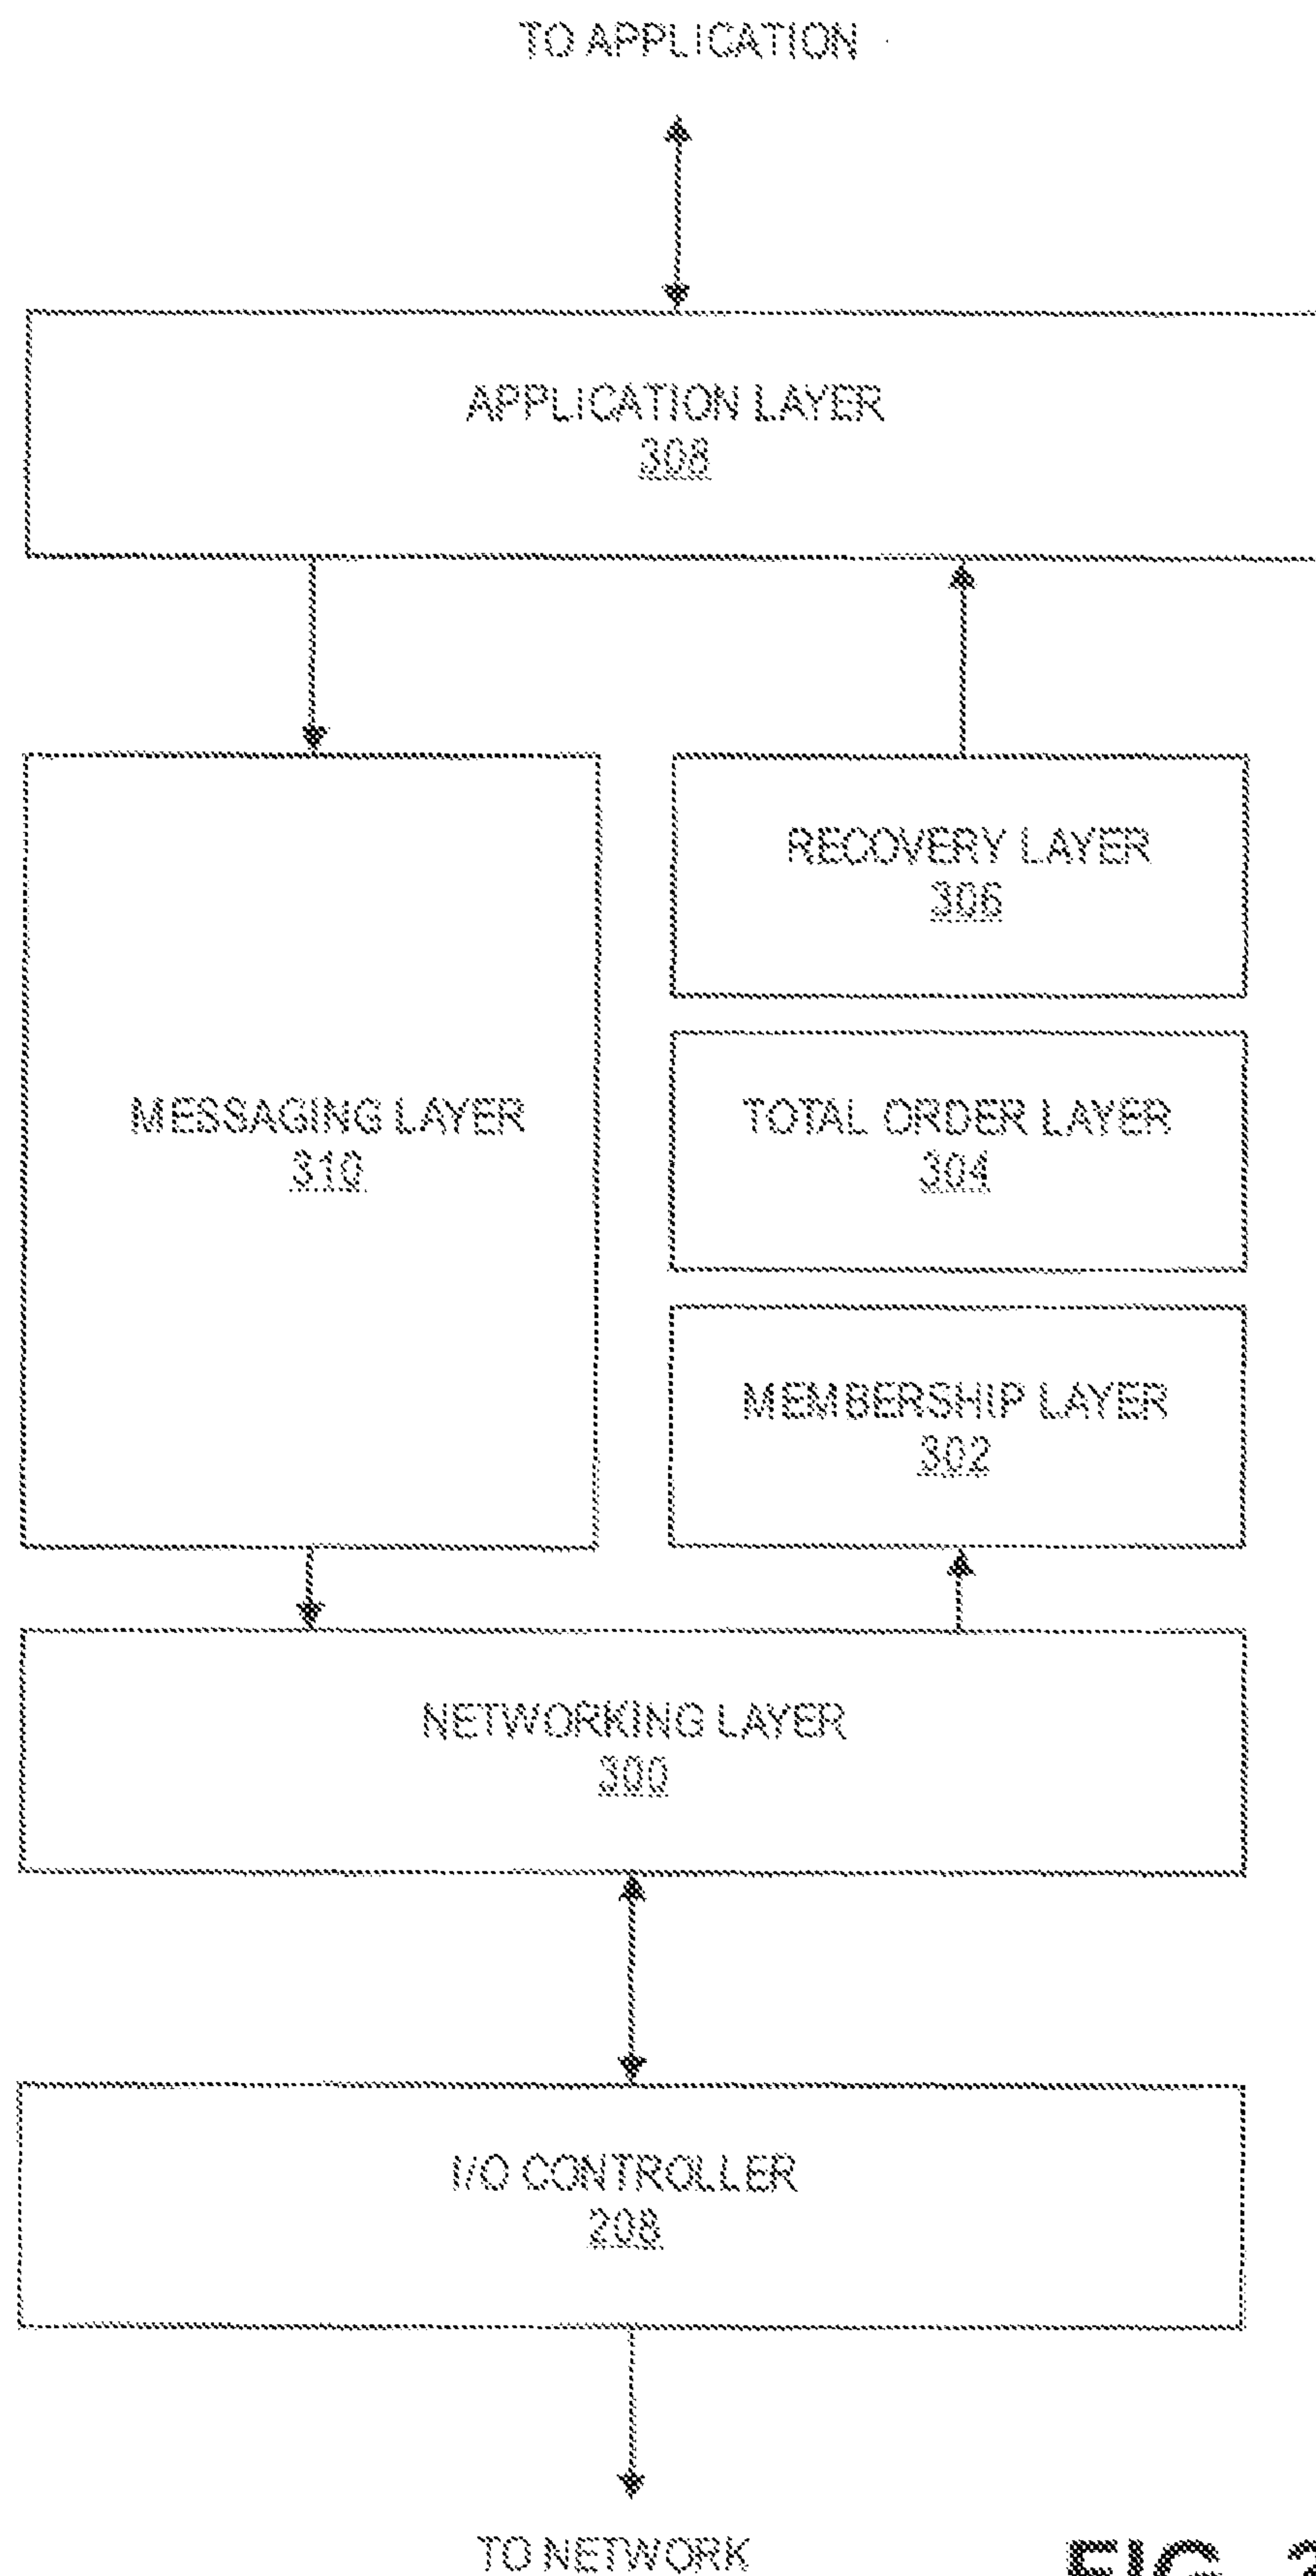 TO APPLICATION
APPLICATION LAYER
308
RECOVERY LAYER
306
MESSAGING LAYER
310
TOTAL ORDER LAYER
304
MEMBERSHIP LAYER
302
NETWORKING LAYER
300
I/O CONTROLLER
208
TO NETWORK
FIG.